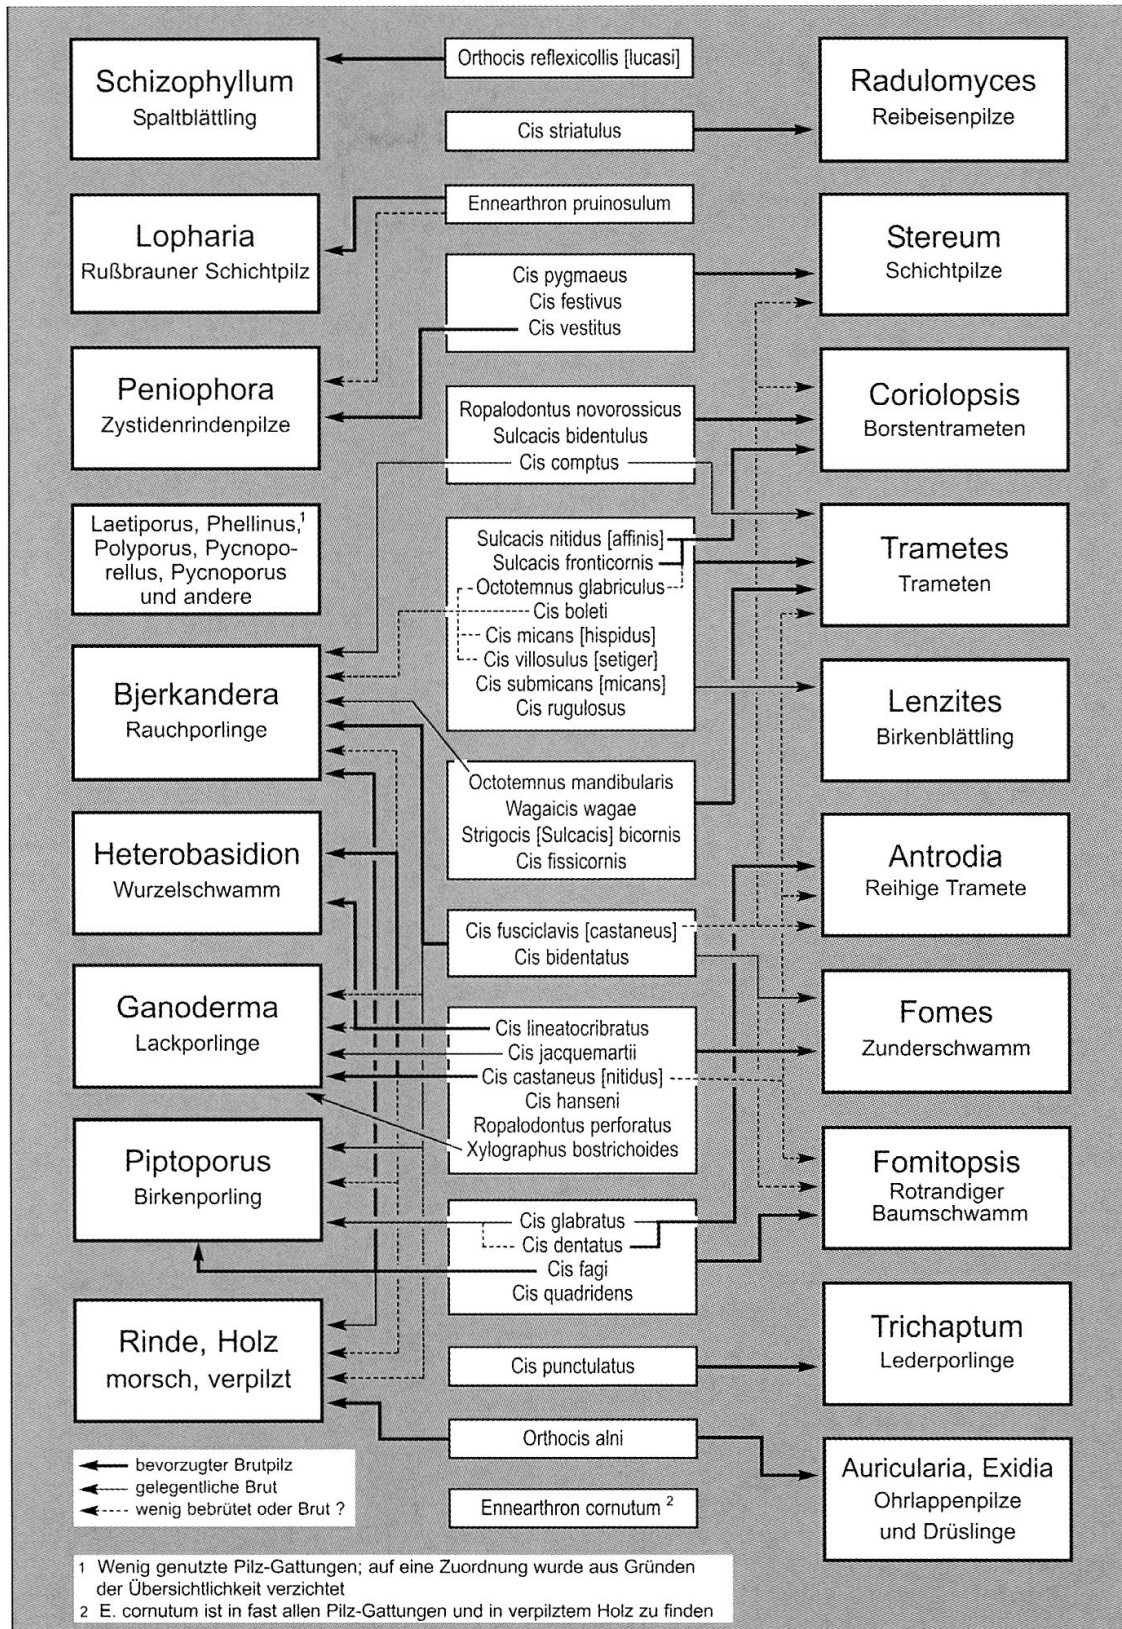 Schizophyllum
Spaltblättling
Lopharia
Rußbrauner Schichtpilz
Peniophora
Zystidenrindenpilze
Laetiporus, Phellinus,¹
Polyporus, Pycnopo-
rellus, Pycnoporus
und andere
Bjerkandera
Rauchporlinge
Heterobasidion
Wurzelschwamm
Ganoderma
Lackporlinge
Piptoporus
Birkenporling
Rinde, Holz
morsch, verpilzt
Orthocis reflexicollis [lucasi]
Cis striatulus
Ennearthron pruinosulum
Cis pygmaeus
Cis festivus
Cis vestitus
Ropalodontus novorossicus
Sulcacis bidentulus
Cis comptus
Sulcacis nitidus [affinis]
Sulcacis fronticornis
Octotemnus glabriculus
Cis boleti
Cis micans [hispidus]
Cis villosulus [setiger]
Cis submicans [micans]
Cis rugulosus
Octotemnus mandibularis
Wagaicis wagae
Strigocis [Sulcacis] bicornis
Cis fissicornis
Cis fusciclavis [castaneus]
Cis bidentatus
Cis lineatocribratus
Cis jacquemartii
Cis castaneus [nitidus]
Cis hanseni
Ropalodontus perforatus
Xylographus bostrichoides
Cis glabratus
Cis dentatus
Cis fagi
Cis quadridens
Cis punctulatus
Orthocis alni
Ennearthron cornutum ²
Radulomyces
Reibeisenpilze
Stereum
Schichtpilze
Coriolopsis
Borstentrameten
Trametes
Trameten
Lenzites
Birkenblättling
Antrodia
Reihige Tramete
Fomes
Zunderschwamm
Fomitopsis
Rotrandiger
Baumschwamm
Trichaptum
Lederporlinge
Auricularia, Exidia
Ohrlappenpilze
und Drüslinge
bevorzugter Brutpilz
gelegentliche Brut
wenig bebrütet oder Brut ?
1 Wenig genutzte Pilz-Gattungen; auf eine Zuordnung wurde aus Gründen
der Übersichtlichkeit verzichtet
2 E. cornutum ist in fast allen Pilz-Gattungen und in verpilztem Holz zu finden